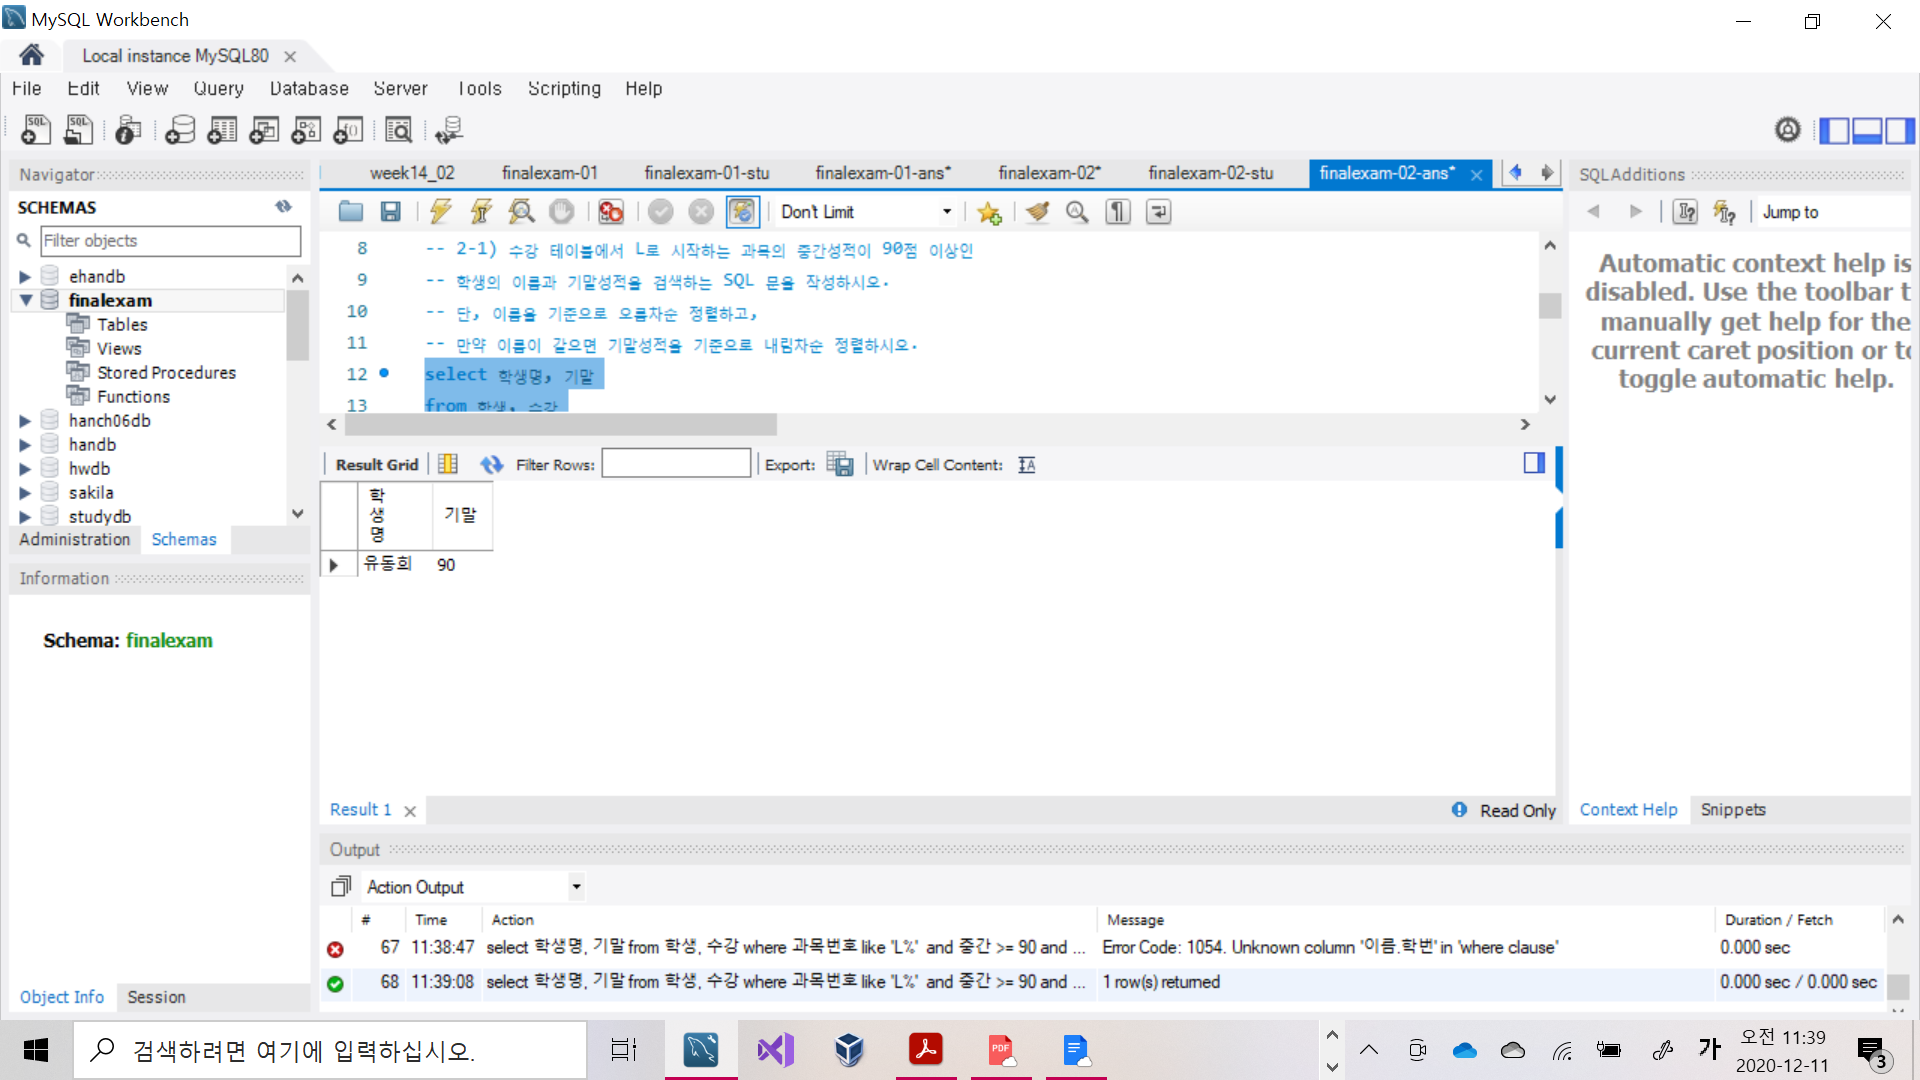 MySQL Workbench
Local instance MySQL80
File Edit View Query Database Server Tools Scripting Help
Navigator
SCHEMAS
Filter objects
ehandb
finalexam
Tables
Views
Stored Procedures
Functions
hanch06db
handb
hwdb
sakila
studydb
Administration Schemas
Information
Schema: finalexam
Object Info Session
week14_02 finalexam-01 finalexam-01-stu finalexam-01-ans* finalexam-02* finalexam-02-stu finalexam-02-ans*
Don't Limit
8 -- 2-1) 수강 테이블에서 L로 시작하는 과목의 중간성적이 90점 이상인
9 -- 학생의 이름과 기말성적을 검색하는 SQL 문을 작성하시오.
10 -- 단, 이름을 기준으로 오름차순 정렬하고,
11 -- 만약 이름이 같으면 기말성적을 기준으로 내림차순 정렬하시오.
12 select 학생명, 기말
13 from 학생, 수강
Result Grid Filter Rows: Export: Wrap Cell Content:
학생명 기말
유동희 90
Result 1 Read Only
SQLAdditions
Jump to
Automatic context help is
disabled. Use the toolbar t
manually get help for the
current caret position or to
toggle automatic help.
Context Help Snippets
Output
Action Output
# Time Action Message Duration / Fetch
67 11:38:47 select 학생명, 기말 from 학생, 수강 where 과목번호 like 'L%' and 중간 >= 90 and ... Error Code: 1054. Unknown column '이름.학번' in 'where clause' 0.000 sec
68 11:39:08 select 학생명, 기말 from 학생, 수강 where 과목번호 like 'L%' and 중간 >= 90 and ... 1 row(s) returned 0.000 sec / 0.000 sec
검색하려면 여기에 입력하십시오.
가
오전 11:39
2020-12-11
3